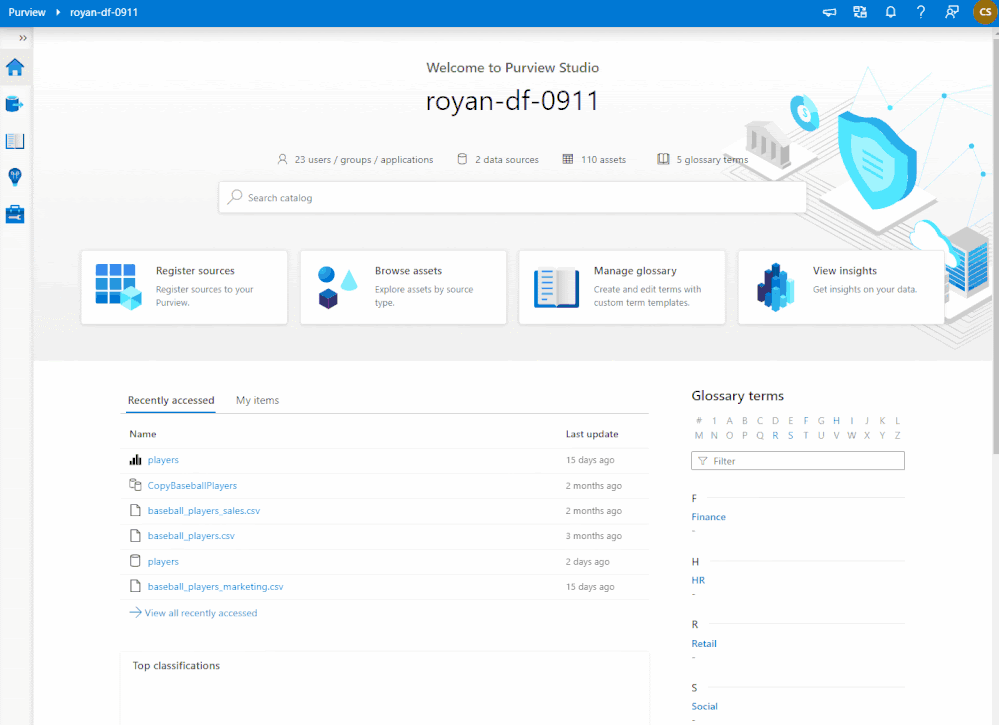 Purview royan-df-0911
CS
Welcome to Purview Studio
royan-df-0911
23 users / groups / applications 2 data sources 110 assets 5 glossary terms
Search catalog
Register sources
Register sources to your
Purview.
Browse assets
Explore assets by source
type.
Manage glossary
Create and edit terms with
custom term templates.
View insights
Get insights on your data.
Recently accessed My items
Name Last update
players 15 days ago
CopyBaseballPlayers 2 months ago
baseball_players_sales.csv 2 months ago
baseball_players.csv 3 months ago
players 2 days ago
baseball_players_marketing.csv 15 days ago
View all recently accessed
Top classifications
Glossary terms
# 1 A B C D E F G H I J K L
M N O P Q R S T U V W X Y Z
Filter
F
Finance
-
H
HR
-
R
Retail
-
S
Social
-